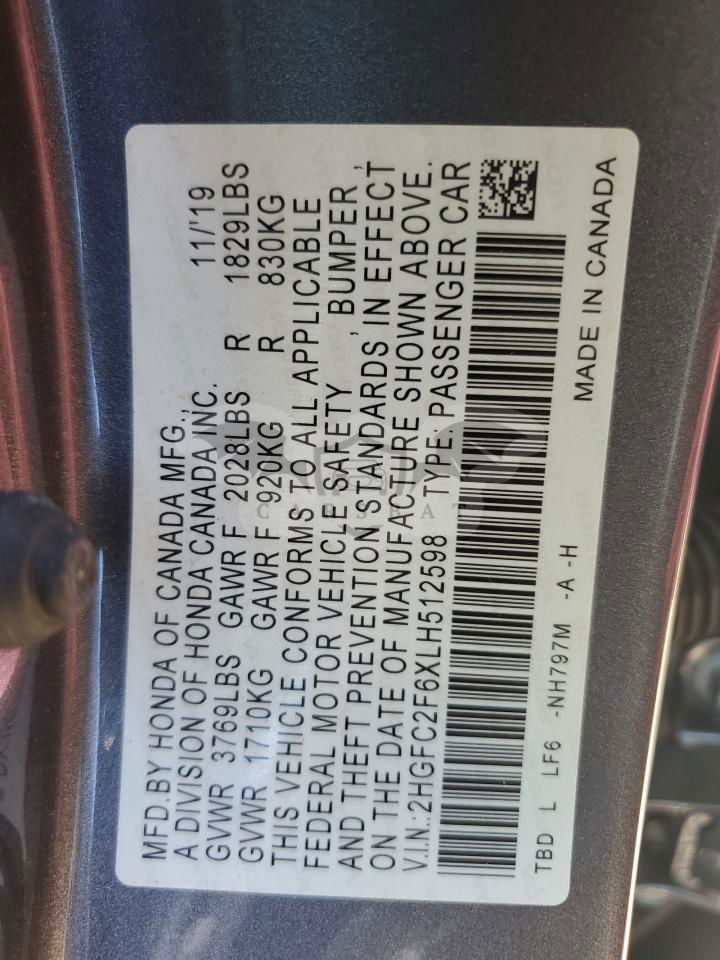 MFD.BY HONDA OF CANADA MFG.,
A DIVISION OF HONDA CANADA INC. 11/'19
GVWR 3769LBS GAWR F 2028LBS R 1829LBS
GVWR 1710KG GAWR F 920KG R 830KG
THIS VEHICLE CONFORMS TO ALL APPLICABLE
FEDERAL MOTOR VEHICLE SAFETY , BUMPER ,
AND THEFT PREVENTION STANDARDS IN EFFECT
ON THE DATE OF MANUFACTURE SHOWN ABOVE.
V.I.N.:2HGFC2F6XLH512598 TYPE: PASSENGER CAR
TBD L LF6 -NH797M -A -H MADE IN CANADA